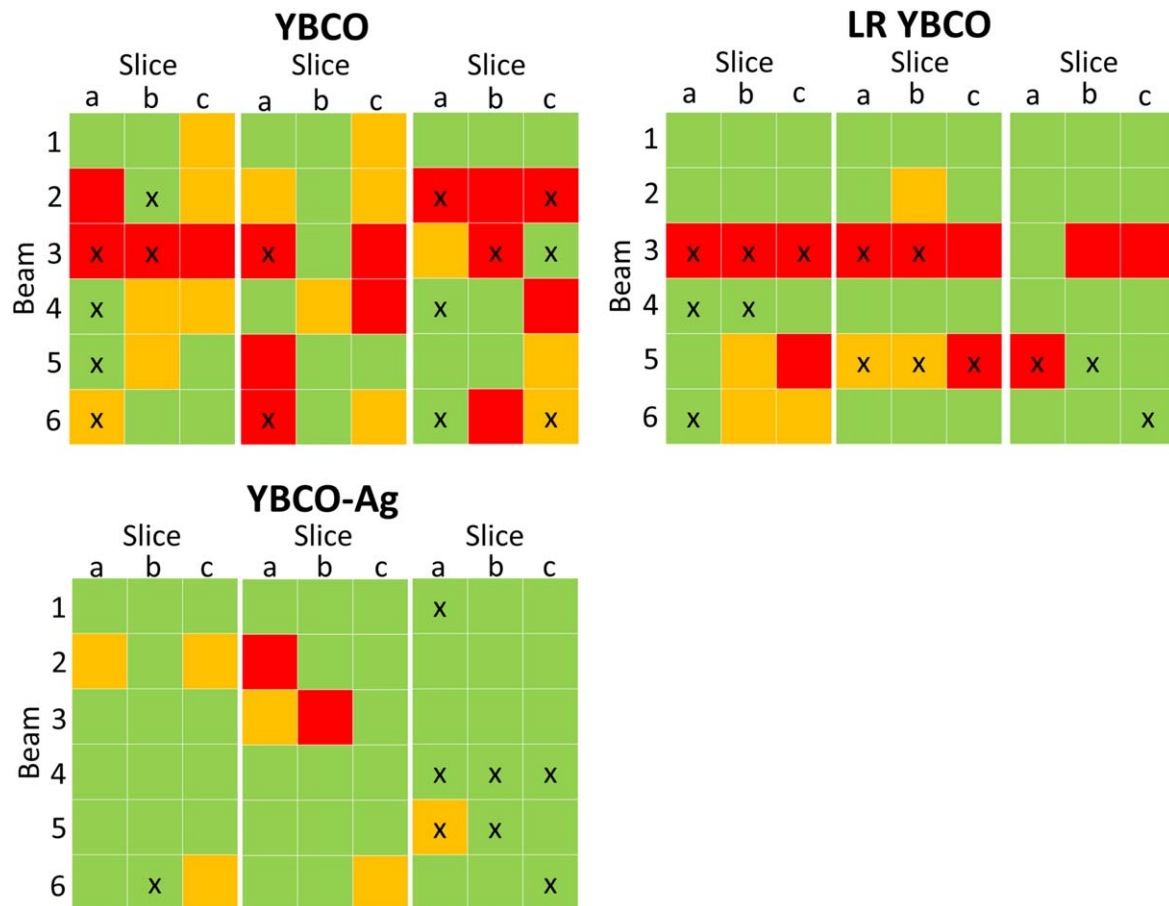 YBCO
Slice Slice Slice
a b c a b c a b c
Beam
1
2 x x x
3 x x x x x
4 x x
5 x
6 x x x x
LR YBCO
Slice Slice Slice
a b c a b c a b c
Beam
1
2
3 x x x x x
4 x x
5 x x x x x
6 x x
YBCO-Ag
Slice Slice Slice
a b c a b c a b c
Beam
1 x
2
3
4 x x x
5 x x
6 x x